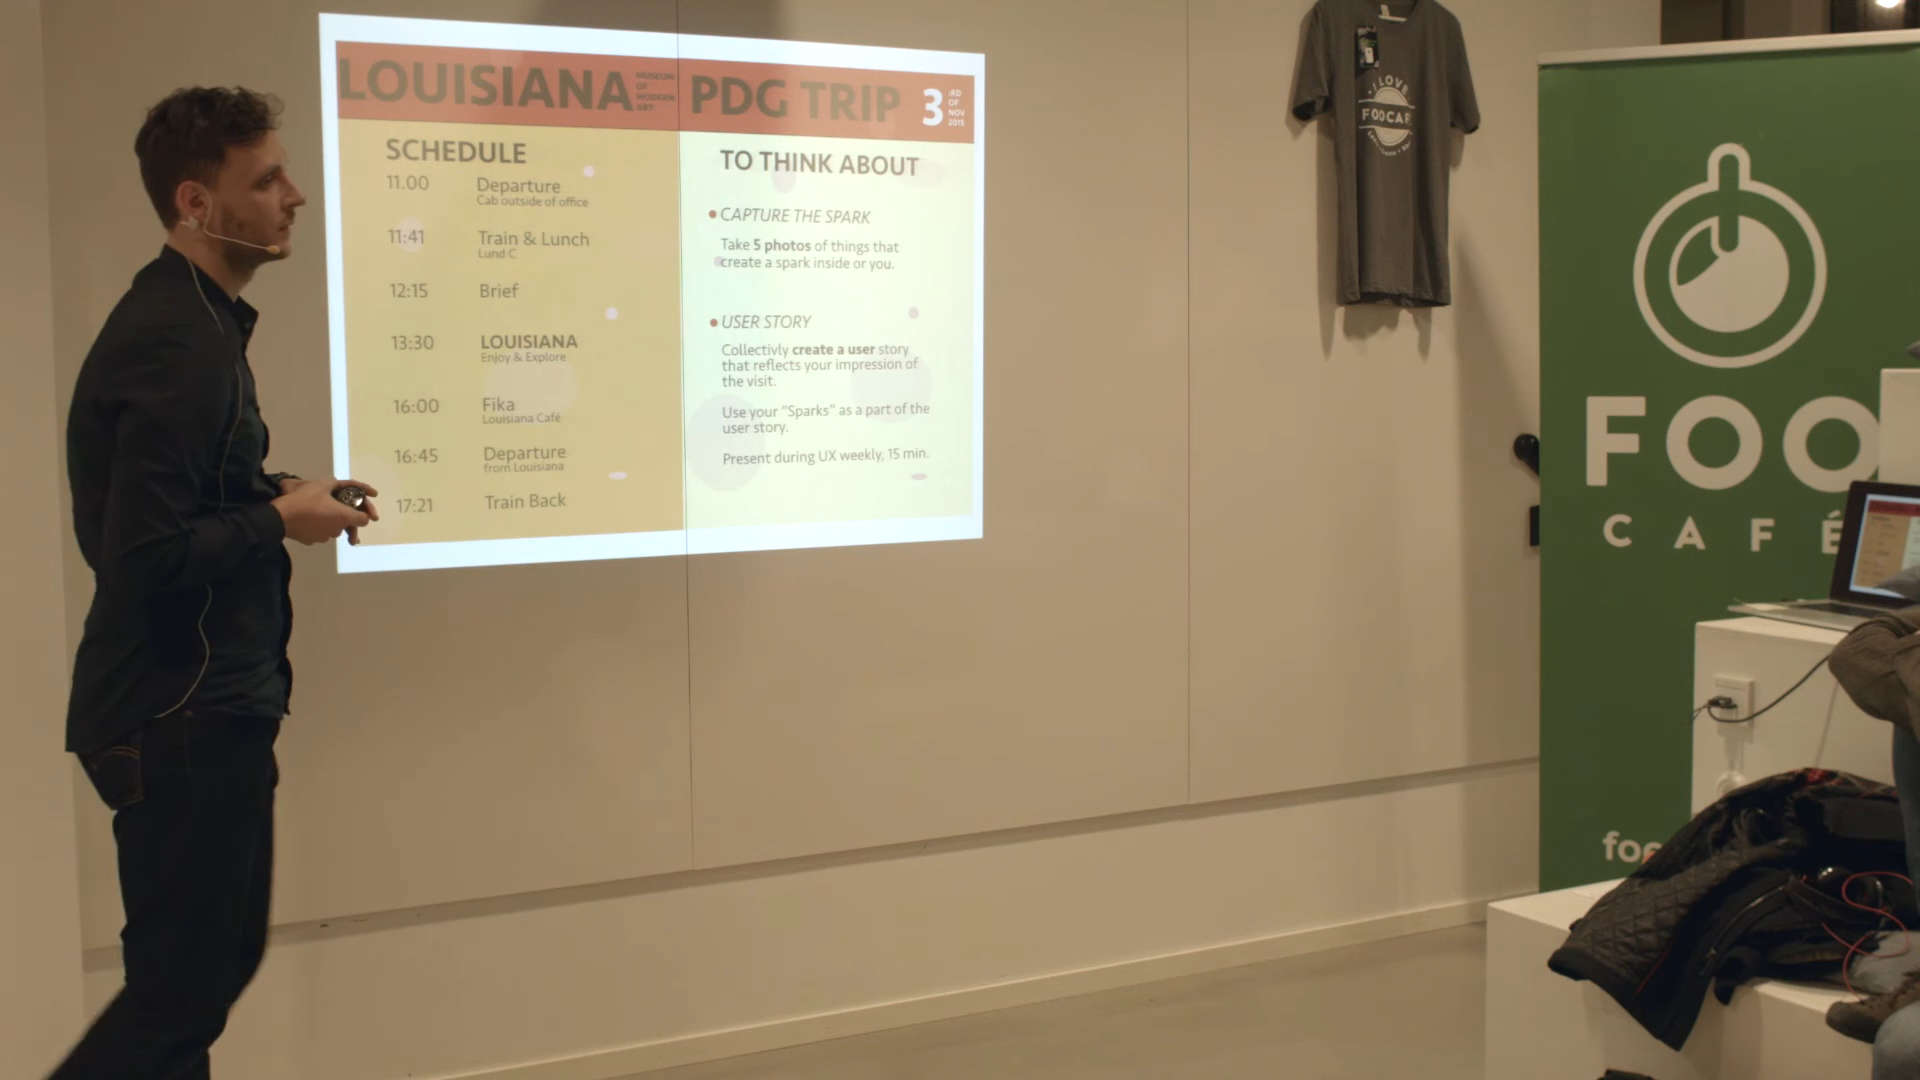 LOUISIANA MUSEUM OF MODERN ART PDG TRIP 3 RD OF NOV 2015
SCHEDULE
11.00 Departure
Cab outside of office
11:41 Train & Lunch
Lund C
12:15 Brief
13:30 LOUISIANA
Enjoy & Explore
16:00 Fika
Louisiana Café
16:45 Departure
from Louisiana
17:21 Train Back
TO THINK ABOUT
CAPTURE THE SPARK
Take 5 photos of things that
create a spark inside or you.
USER STORY
Collectivly create a user story
that reflects your impression of
the visit.
Use your "Sparks" as a part of the
user story.
Present during UX weekly, 15 min.
I LOVE
FOOCAF
FOO
CAFÉ
foo